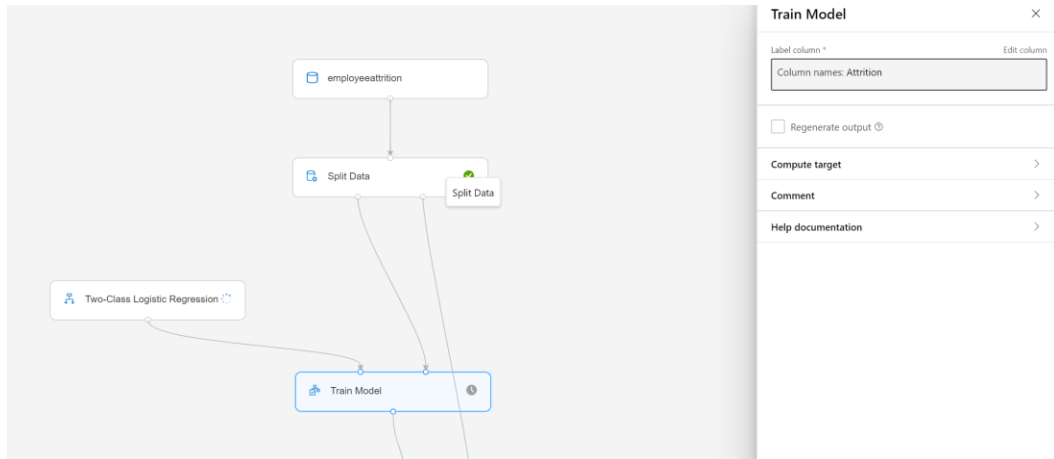 employeeattrition
Split Data
Split Data
Two-Class Logistic Regression
Train Model
Train Model
Label column *
Edit column
Column names: Attrition
Regenerate output
Compute target
Comment
Help documentation